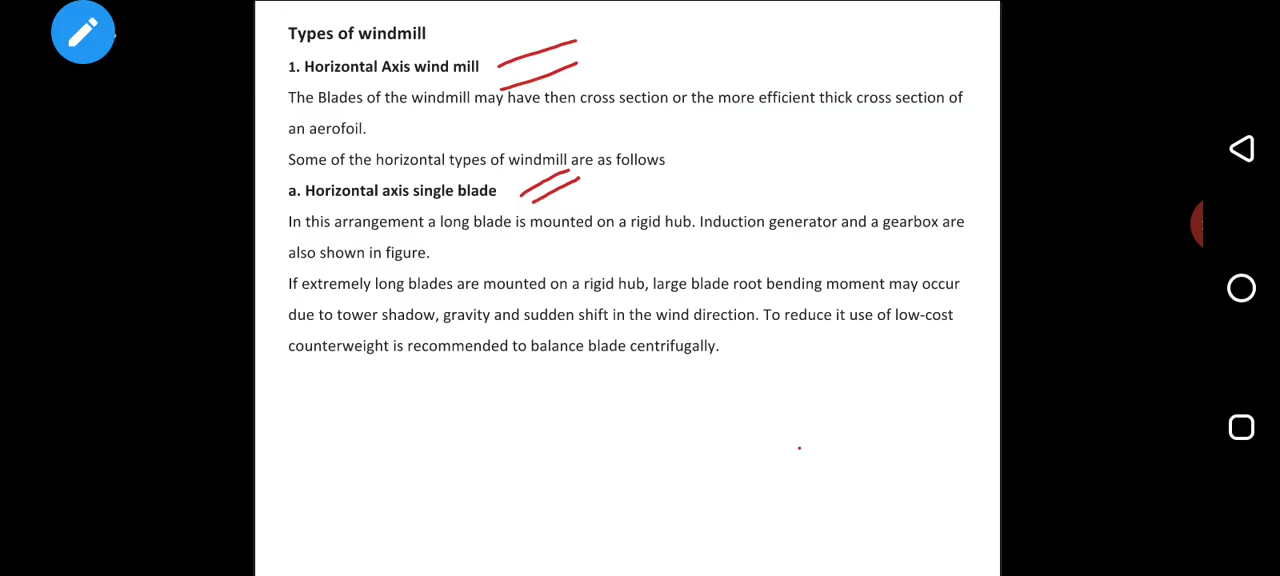 Types of windmill
1. Horizontal Axis wind mill
The Blades of the windmill may have then cross section or the more efficient thick cross section of
an aerofoil.
Some of the horizontal types of windmill are as follows
a. Horizontal axis single blade
In this arrangement a long blade is mounted on a rigid hub. Induction generator and a gearbox are
also shown in figure.
If extremely long blades are mounted on a rigid hub, large blade root bending moment may occur
due to tower shadow, gravity and sudden shift in the wind direction. To reduce it use of low-cost
counterweight is recommended to balance blade centrifugally.